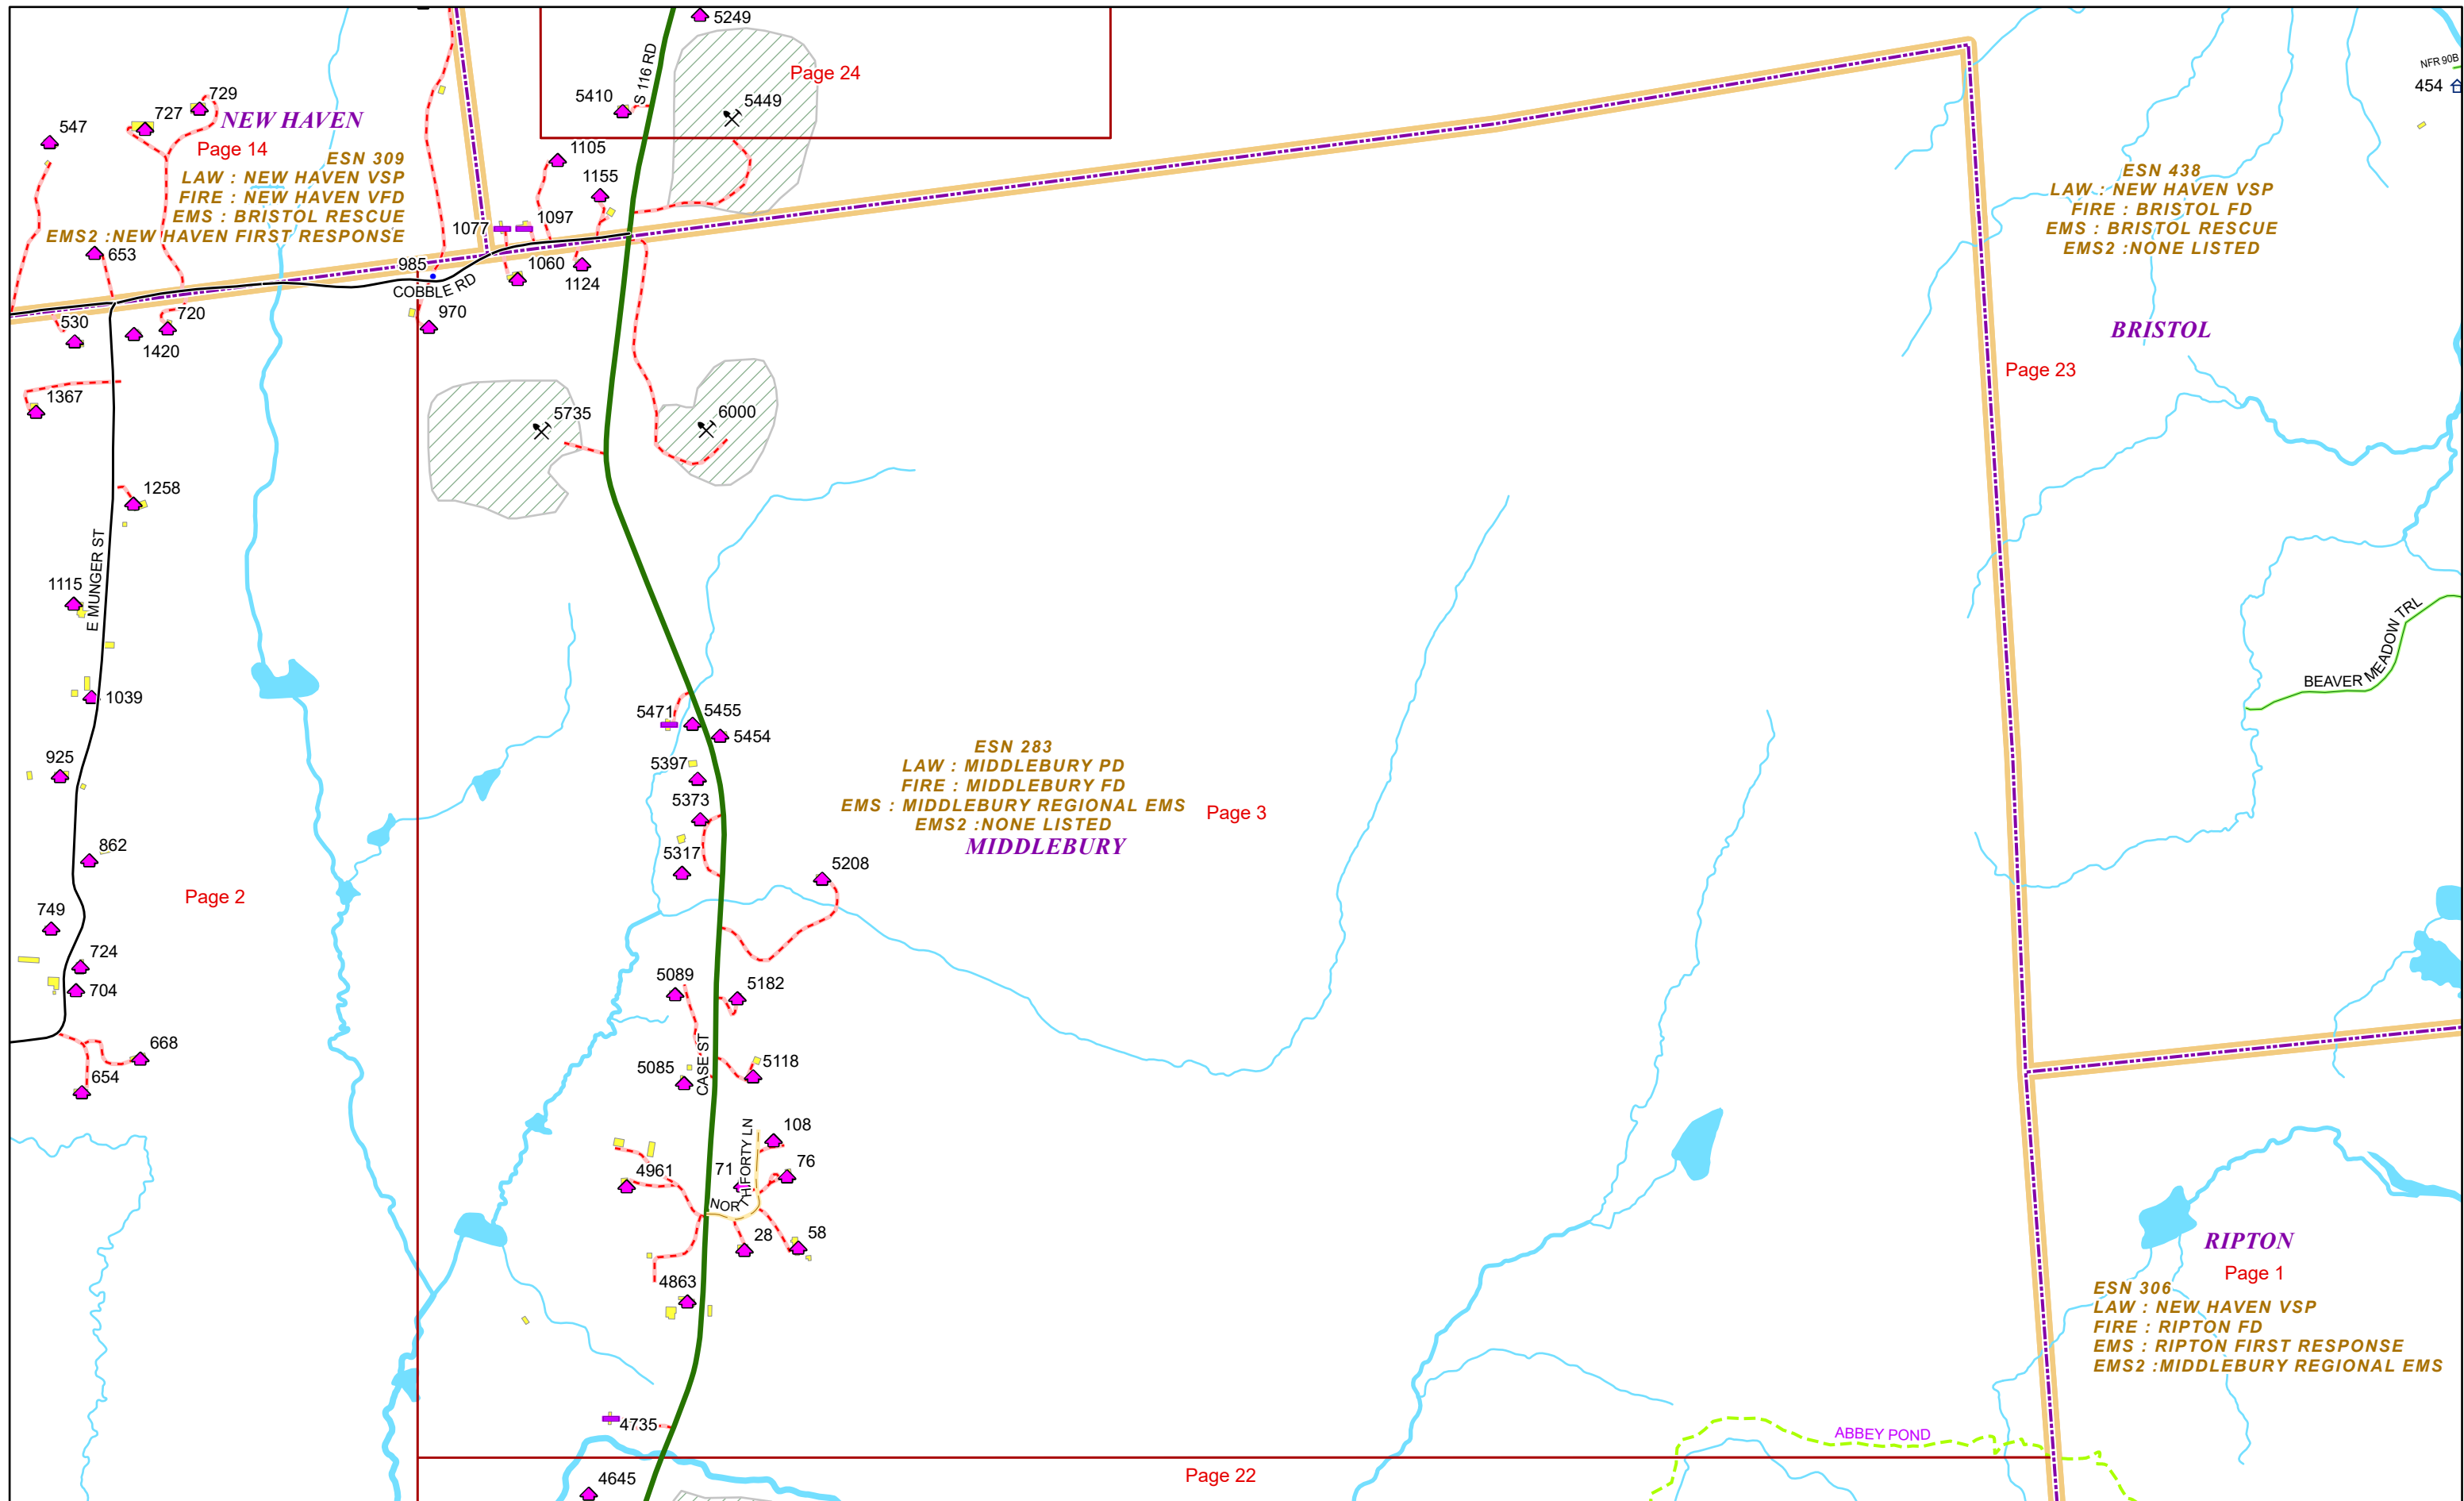 5249
S 116 RD
Page 24
NFR 90B
454
5410
5449
729
727
NEW HAVEN
547
Page 14
ESN 309
LAW : NEW HAVEN VSP
FIRE : NEW HAVEN VFD
EMS : BRISTOL RESCUE
EMS2 :NEW HAVEN FIRST RESPONSE
1105
1155
ESN 438
LAW : NEW HAVEN VSP
FIRE : BRISTOL FD
EMS : BRISTOL RESCUE
EMS2 :NONE LISTED
1077
1097
653
985
1060
1124
COBBLE RD
970
530
720
1420
BRISTOL
Page 23
1367
5735
6000
1258
E MUNGER ST
1115
1039
BEAVER MEADOW TRL
5471
5455
5454
925
5397
5373
ESN 283
LAW : MIDDLEBURY PD
FIRE : MIDDLEBURY FD
EMS : MIDDLEBURY REGIONAL EMS
EMS2 :NONE LISTED
MIDDLEBURY
Page 3
862
5317
5208
Page 2
749
724
704
5089
5182
CASE ST
668
654
5085
5118
108
4961
71
76
NORTH FORTY LN
28
58
4863
RIPTON
Page 1
ESN 306
LAW : NEW HAVEN VSP
FIRE : RIPTON FD
EMS : RIPTON FIRST RESPONSE
EMS2 :MIDDLEBURY REGIONAL EMS
4735
ABBEY POND
Page 22
4645